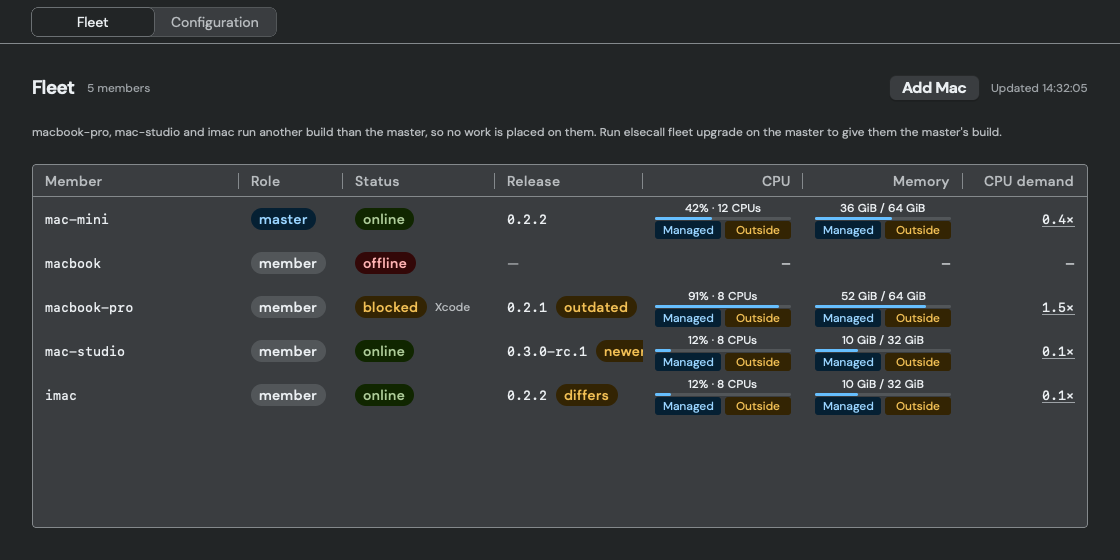 Fleet Configuration
Fleet 5 members Add Mac Updated 14:32:05
macbook-pro, mac-studio and imac run another build than the master, so no work is placed on them. Run elsecall fleet upgrade on the master to give them the master's build.
Member Role Status Release CPU Memory CPU demand
42% · 12 CPUs 36 GiB / 64 GiB
mac-mini master online 0.2.2 0.4×
Managed Outside Managed Outside
macbook member offline — — — —
91% · 8 CPUs 52 GiB / 64 GiB
macbook-pro member blocked Xcode 0.2.1 outdated 1.5×
Managed Outside Managed Outside
12% · 8 CPUs 10 GiB / 32 GiB
mac-studio member online 0.3.0-rc.1 newer 0.1×
Managed Outside Managed Outside
12% · 8 CPUs 10 GiB / 32 GiB
imac member online 0.2.2 differs 0.1×
Managed Outside Managed Outside